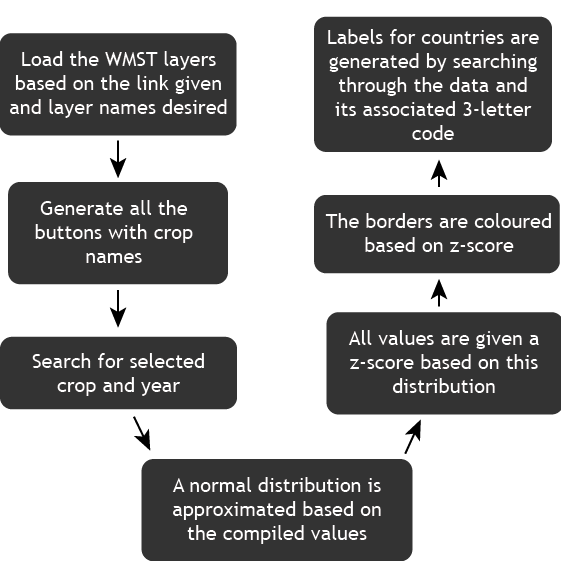 Load the WMST layers
based on the link given
and layer names desired
Generate all the
buttons with crop
names
Search for selected
crop and year
A normal distribution is
approximated based on
the compiled values
All values are given a
z-score based on this
distribution
The borders are coloured
based on z-score
Labels for countries are
generated by searching
through the data and
its associated 3-letter
code